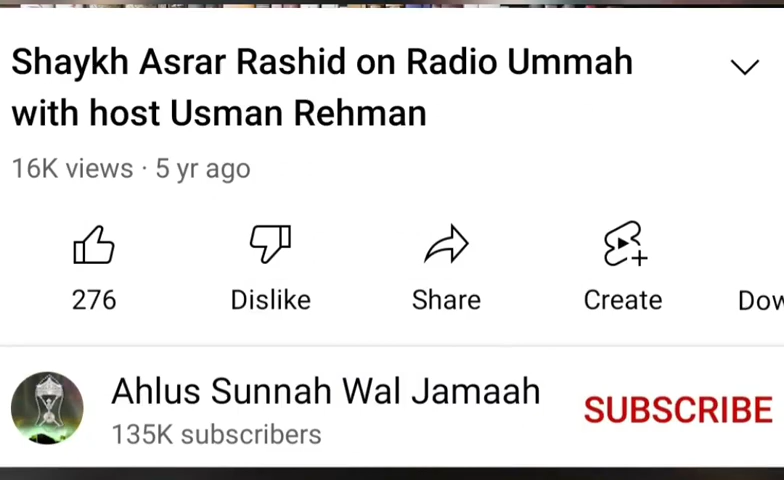 Shaykh Asrar Rashid on Radio Ummah
with host Usman Rehman
16K views · 5 yr ago
276
Dislike
Share
Create
Dow
Ahlus Sunnah Wal Jamaah
SUBSCRIBE
135K subscribers